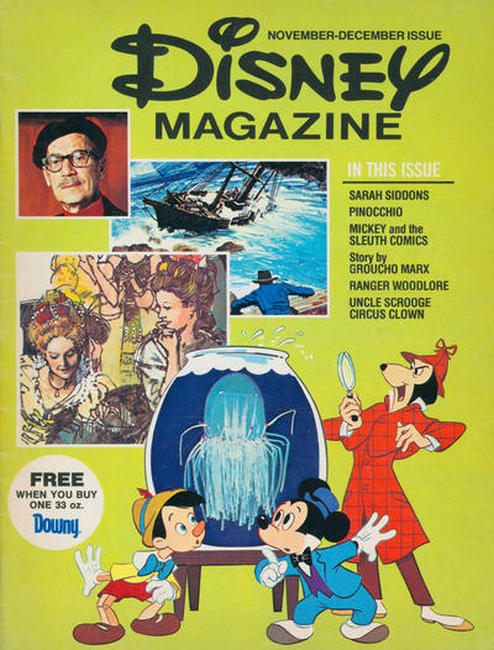 NOVEMBER-DECEMBER ISSUE
DISNEY
MAGAZINE
IN THIS ISSUE
SARAH SIDDONS
PINOCCHIO
MICKEY and the
SLEUTH COMICS
Story by
GROUCHO MARX
RANGER WOODLORE
UNCLE SCROOGE
CIRCUS CLOWN
FREE
WHEN YOU BUY
ONE 33 oz.
Downy